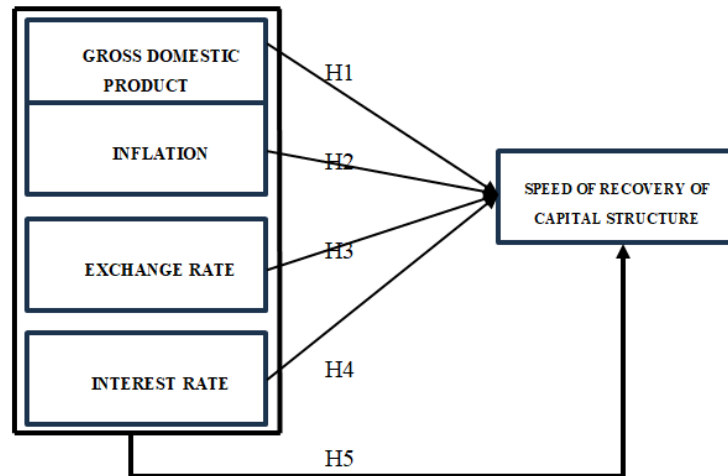 GROSS DOMESTIC
PRODUCT
H1
INFLATION
H2
SPEED OF RECOVERY OF
CAPITAL STRUCTURE
EXCHANGE RATE
H3
INTEREST RATE
H4
H5